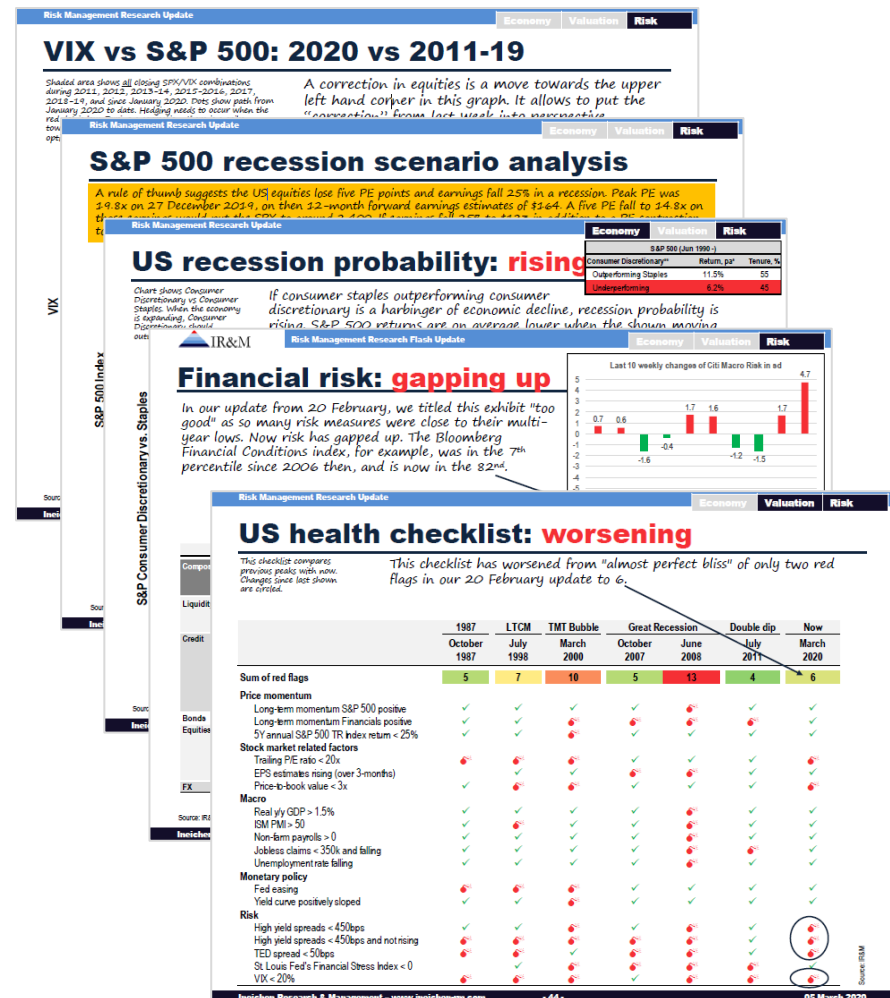 Risk Management Research Update
Economy Valuation Risk
VIX vs S&P 500: 2020 vs 2011-19
Shaded area shows all closing SPX/VIX combinations
during 2011, 2012, 2013-14, 2015-2016, 2017,
2018-19, and since January 2020. Dots show path from
January 2020 to date. Hedging needs to occur when the
A correction in equities is a move towards the upper
left hand corner in this graph. It allows to put the
"correction" from last week into perspective
VIX
Risk Management Research Update
Economy Valuation Risk
S&P 500 recession scenario analysis
A rule of thumb suggests the US equities lose five PE points and earnings fall 25% in a recession. Peak PE was
19.8x on 27 December 2019, on then 12-month forward earnings estimates of $164. A five PE fall to 14.8x on
S&P 500 Index
Risk Management Research Update
Economy Valuation Risk
US recession probability: rising
S&P 500 (Jun 1990 -)
Consumer Discretionary** Return, pa* Tenure, %
Outperforming Staples 11.5% 55
Underperforming 6.2% 45
Chart shows Consumer
Discretionary vs Consumer
Staples. When the economy
is expanding, Consumer
Discretionary should
If consumer staples outperforming consumer
discretionary is a harbinger of economic decline, recession probability is
rising. S&P 500 returns are on average lower when the shown moving
S&P Consumer Discretionary vs. Staples
IR&M
Risk Management Research Flash Update
Economy Valuation Risk
Financial risk: gapping up
In our update from 20 February, we titled this exhibit "too
good" as so many risk measures were close to their multi-
year lows. Now risk has gapped up. The Bloomberg
Financial Conditions index, for example, was in the 7th
percentile since 2006 then, and is now in the 82nd.
Last 10 weekly changes of Citi Macro Risk in sd
5
4
3
2
1
0
-1
-2
-3
-4
-5
0.7 0.6 -1.6 -0.4 1.7 1.6 -1.2 -1.5 1.7 4.7
Credit
Bonds
FX
Risk Management Research Update
Economy Valuation Risk
US health checklist: worsening
This checklist compares
previous peaks with now.
Changes since last shown
are circled.
This checklist has worsened from "almost perfect bliss" of only two red
flags in our 20 February update to 6.
1987 LTCM TMT Bubble Great Recession Double dip Now
October July March October June July March
1987 1998 2000 2007 2008 2011 2020
Sum of red flags 5 7 10 5 13 4 6
Price momentum
Long-term momentum S&P 500 positive
Long-term momentum Financials positive
5Y annual S&P 500 TR Index return < 25%
Stock market related factors
Trailing P/E ratio < 20x
EPS estimates rising (over 3-months)
Price-to-book value < 3x
Macro
Real y/y GDP > 1.5%
ISM PMI > 50
Non-farm payrolls > 0
Jobless claims < 350k and falling
Unemployment rate falling
Monetary policy
Fed easing
Yield curve positively sloped
Risk
High yield spreads < 450bps
High yield spreads < 450bps and not rising
TED spread < 50bps
St. Louis Fed's Financial Stress Index < 0
VIX < 20%
Source: IR&M
Ineichen Research & Management – www.ineichen-rm.com - 44 - 05 March 2020